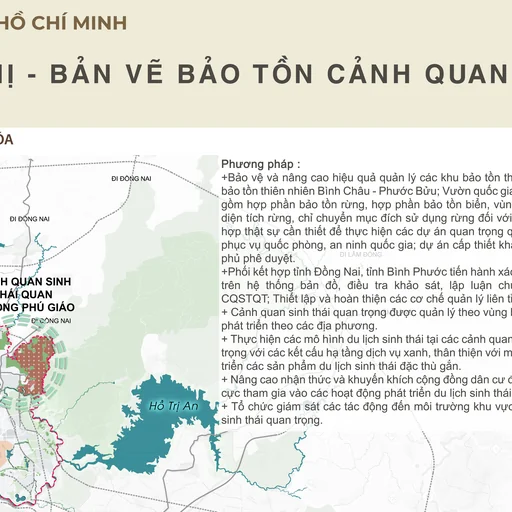 HỒ CHÍ MINH
HỊ - BẢN VẼ BẢO TỒN CẢNH QUAN
ÓA
Phương pháp :
+Bảo vệ và nâng cao hiệu quả quản lý các khu bảo tồn th
bảo tồn thiên nhiên Bình Châu - Phước Bửu; Vườn quốc gia
gồm hợp phần bảo tồn rừng, hợp phần bảo tồn biển, vùn
diện tích rừng, chỉ chuyển mục đích sử dụng rừng đối với
hợp thật sự cần thiết để thực hiện các dự án quan trọng q
phục vụ quốc phòng, an ninh quốc gia; dự án cấp thiết kh
phủ phê duyệt.
+Phối kết hợp tỉnh Đồng Nai, tỉnh Bình Phước tiến hành xác
trên hệ thống bản đồ, điều tra khảo sát, lập luận ch
CQSTQT; Thiết lập và hoàn thiện các cơ chế quản lý liên tỉ
+ Cảnh quan sinh thái quan trọng được quản lý theo vùng
phát triển theo các địa phương.
+ Thực hiện các mô hình du lịch sinh thái tại các cảnh qua
trọng với các kết cấu hạ tầng dịch vụ xanh, thân thiện với m
triển các sản phẩm du lịch sinh thái đặc thù gắn.
+ Nâng cao nhận thức và khuyến khích cộng đồng dân cư đ
cực tham gia vào các hoạt động phát triển du lịch sinh thái
+ Tổ chức giám sát các tác động đến môi trường khu vực
sinh thái quan trọng.
ĐI ĐỒNG NAI
ĐI ĐỒNG NAI
ĐI LÂM ĐỒNG
H QUAN SINH
HÁI QUAN
ỌNG PHÚ GIÁO
ĐI ĐỒNG NAI
Hồ Trị An